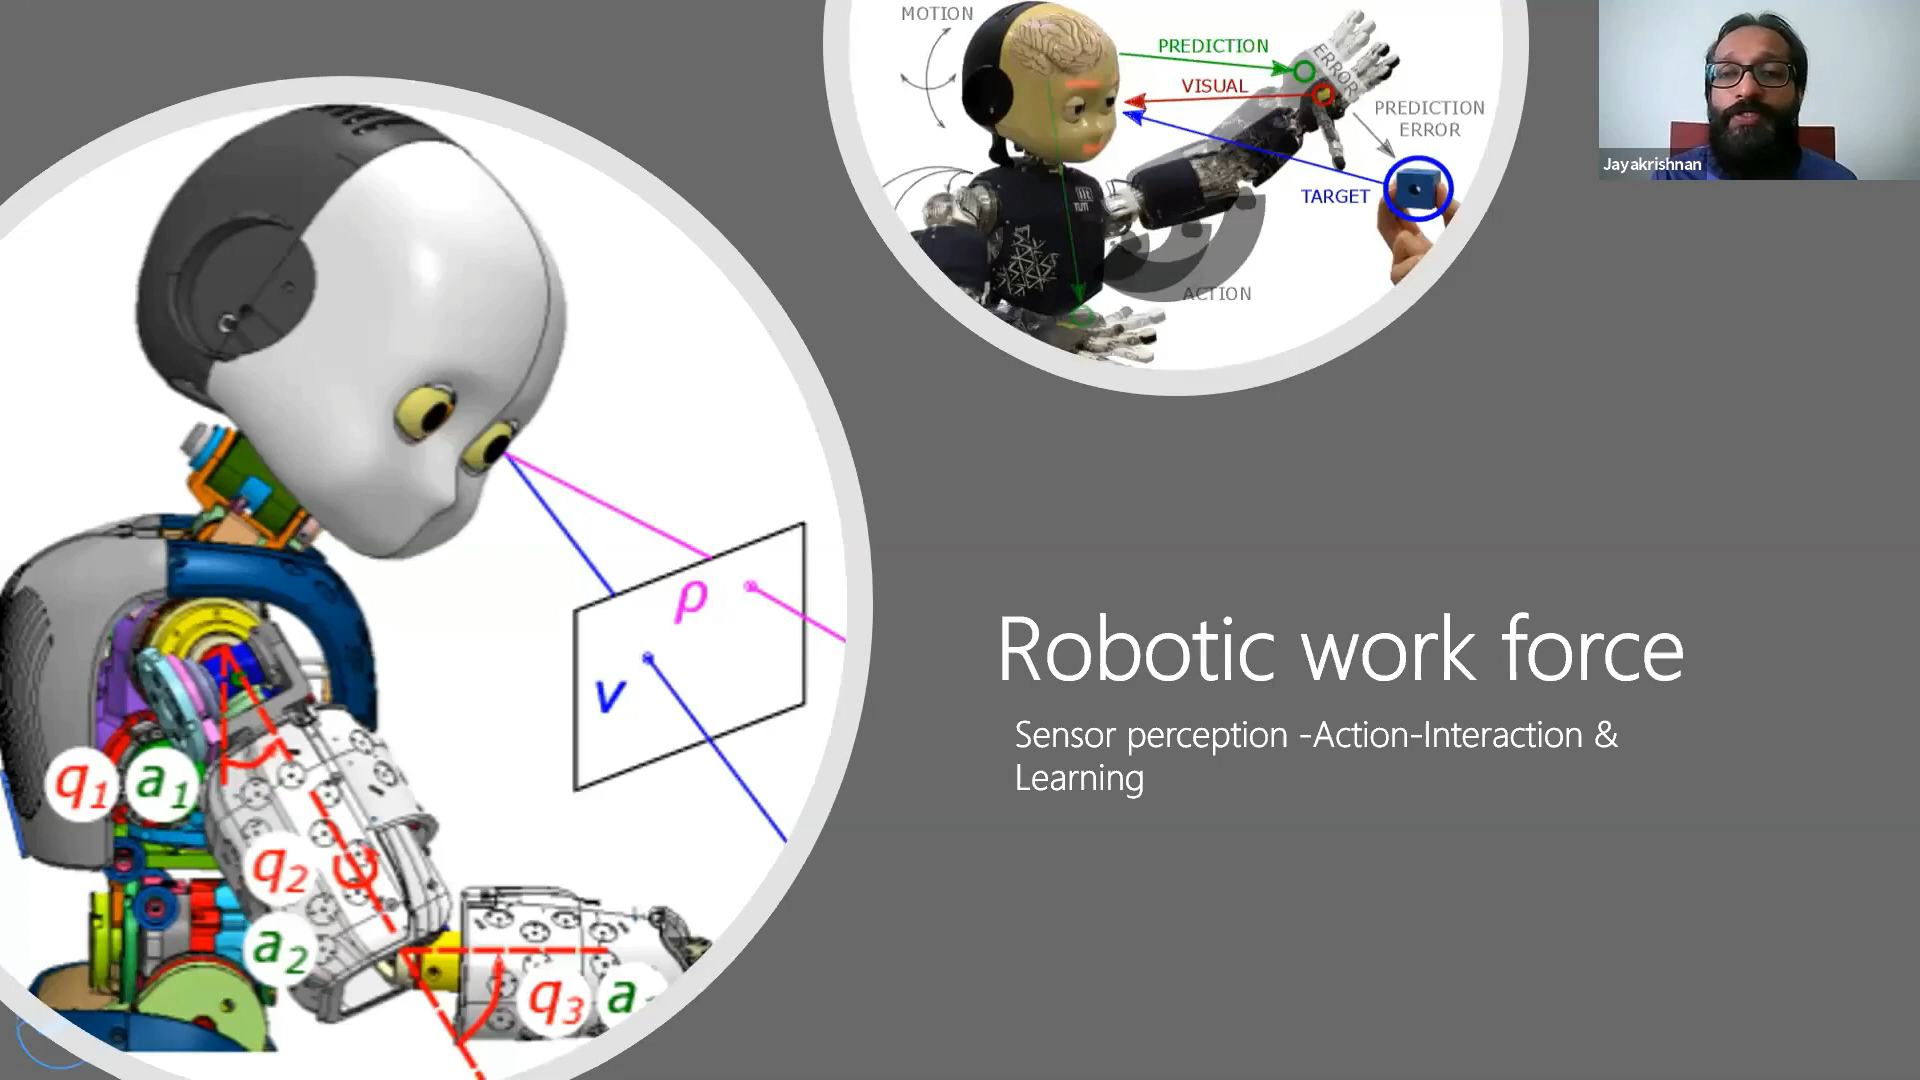 MOTION
PREDICTION
VISUAL
ERROR
PREDICTION
ERROR
TARGET
ACTION
Jayakrishnan
p
v
q1 a1
q2
a2
q3 a
Robotic work force
Sensor perception -Action-Interaction &
Learning